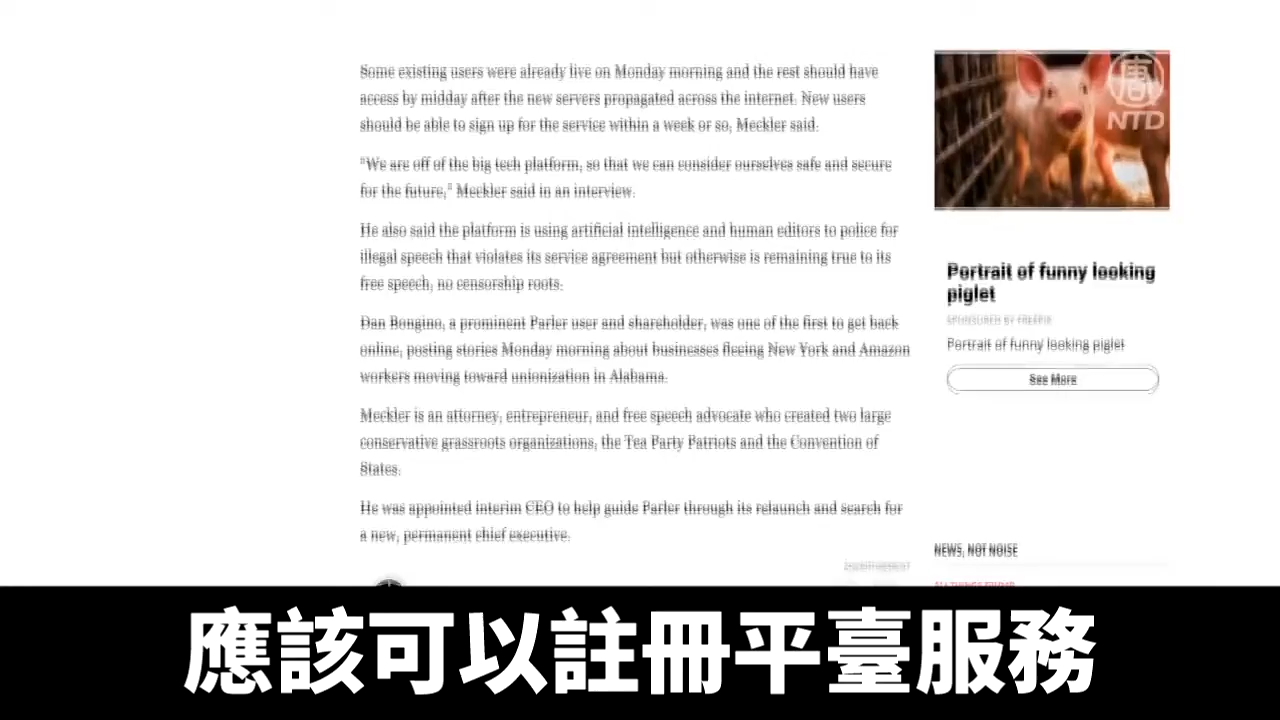 Some existing users were already live on Monday morning and the rest should have
access by midday after the new servers propagated across the internet. New users
should be able to sign up for the service within a week or so, Meckler said.
"We are off of the big tech platform, so that we can consider ourselves safe and secure
for the future," Meckler said in an interview.
He also said the platform is using artificial intelligence and human editors to police for
illegal speech that violates its service agreement but otherwise is remaining true to its
free speech, no censorship roots.
Dan Bongino, a prominent Parler user and shareholder, was one of the first to get back
online, posting stories Monday morning about businesses fleeing New York and Amazon
workers moving toward unionization in Alabama.
Meckler is an attorney, entrepreneur, and free speech advocate who created two large
conservative grassroots organizations, the Tea Party Patriots and the Convention of
States.
He was appointed interim CEO to help guide Parler through its relaunch and search for
a new, permanent chief executive.
Advertisement
唐
NTD
Portrait of funny looking
piglet
SPONSORED BY FREEPIK
Portrait of funny looking piglet
See More
NEWS, NOT NOISE
應該可以註冊平臺服務